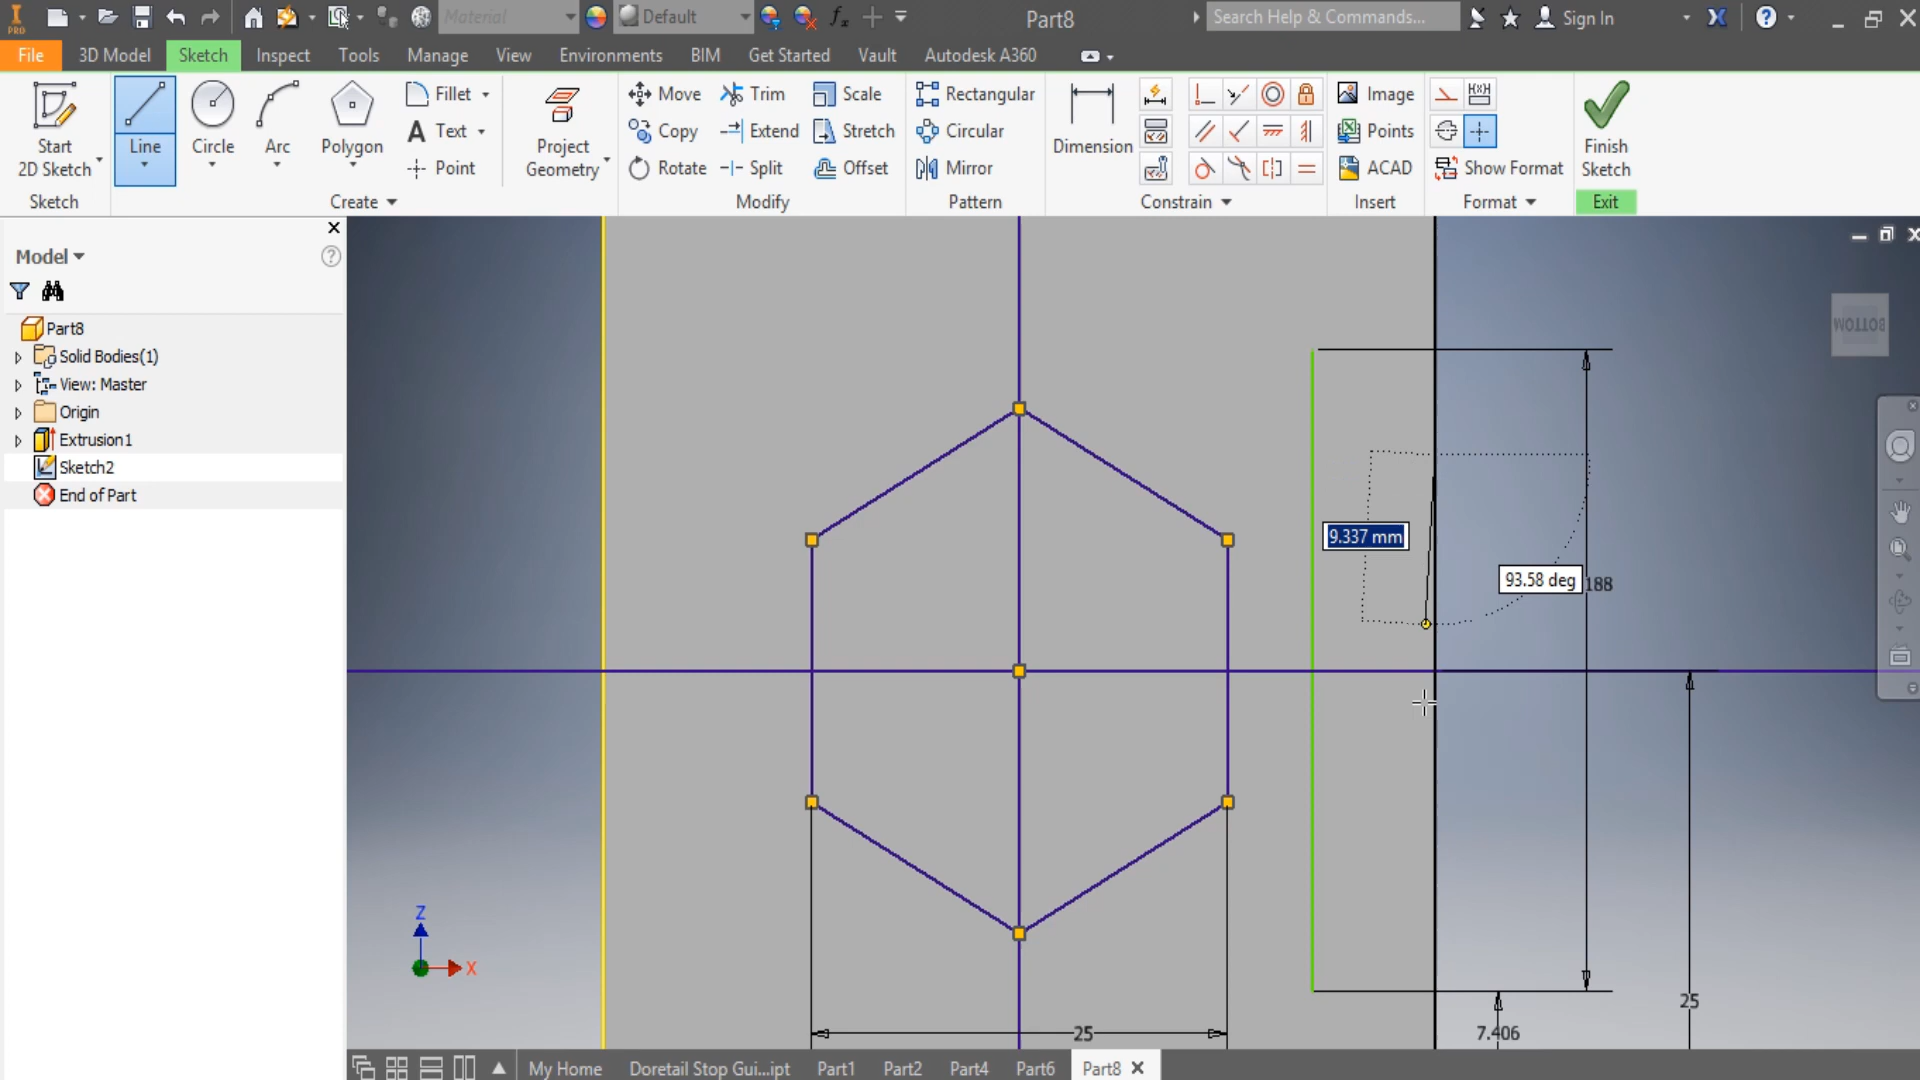 PRO
Material
Default
fx
Part8
Search Help & Commands...
Sign In
File
3D Model
Sketch
Inspect
Tools
Manage
View
Environments
BIM
Get Started
Vault
Autodesk A360
Start
2D Sketch
Line
Circle
Arc
Polygon
Fillet
Text
Point
Project
Geometry
Move
Trim
Scale
Copy
Extend
Stretch
Rotate
Split
Offset
Rectangular
Circular
Mirror
Dimension
Image
Points
ACAD
Show Format
Finish
Sketch
Sketch
Create
Modify
Pattern
Constrain
Insert
Format
Exit
Model
Part8
Solid Bodies(1)
View: Master
Origin
Extrusion1
Sketch2
End of Part
BOTTOM
9.337 mm
93.58 deg
188
Z
X
25
25
7.406
My Home
Doretail Stop Gui...ipt
Part1
Part2
Part4
Part6
Part8